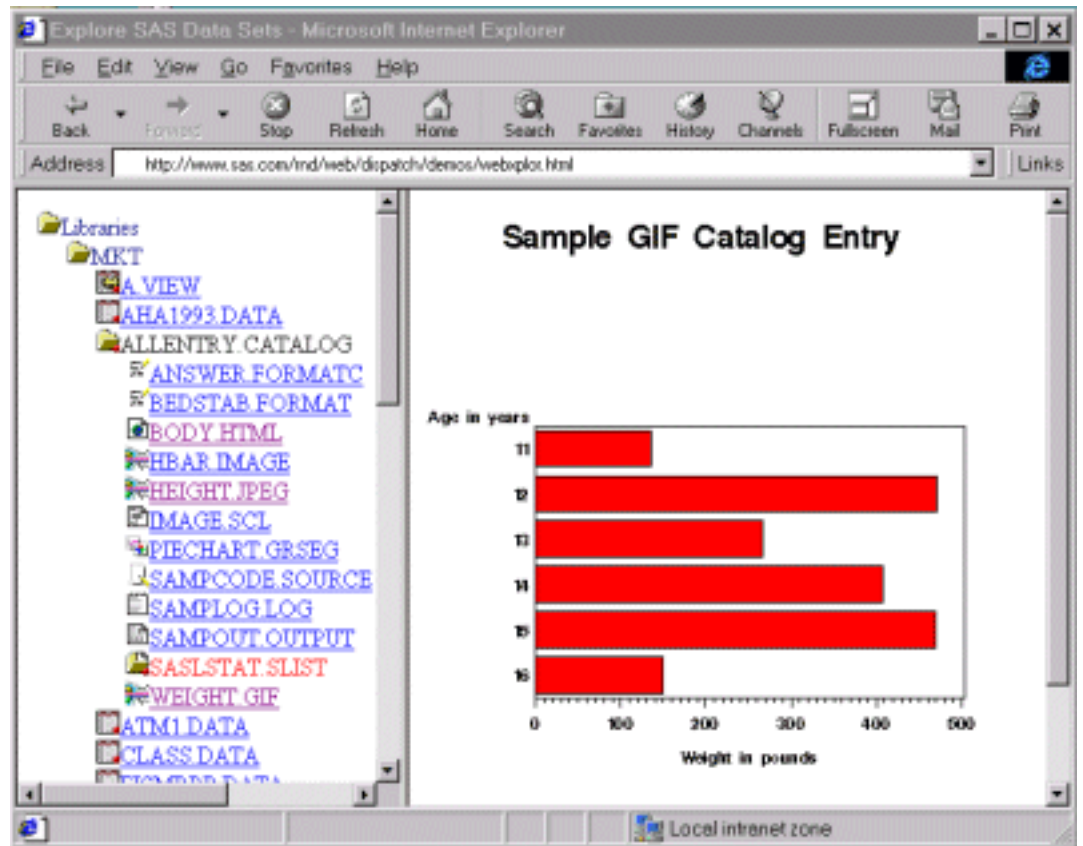 Explore SAS Data Sets - Microsoft Internet Explorer
File Edit View Go Favorites Help
Back Forward Stop Refresh Home Search Favorites History Channels Fullscreen Mail Print
Address http://www.sas.com/rnd/web/dispatch/demos/webxplor.html Links
Libraries
MKT
A.VIEW
AHA1993.DATA
ALLENTRY.CATALOG
ANSWER.FORMATC
BEDSTAB.FORMAT
BODY.HTML
HBAR.IMAGE
HEIGHT.JPEG
IMAGE.SCL
PIECHART.GRSEG
SAMPCODE.SOURCE
SAMPLOG.LOG
SAMPOUT.OUTPUT
SASLSTAT.SLIST
WEIGHT.GIF
ATM1.DATA
CLASS.DATA
Sample GIF Catalog Entry
Age in years
11
12
13
14
15
16
0 100 200 300 400 500
Weight in pounds
Local intranet zone